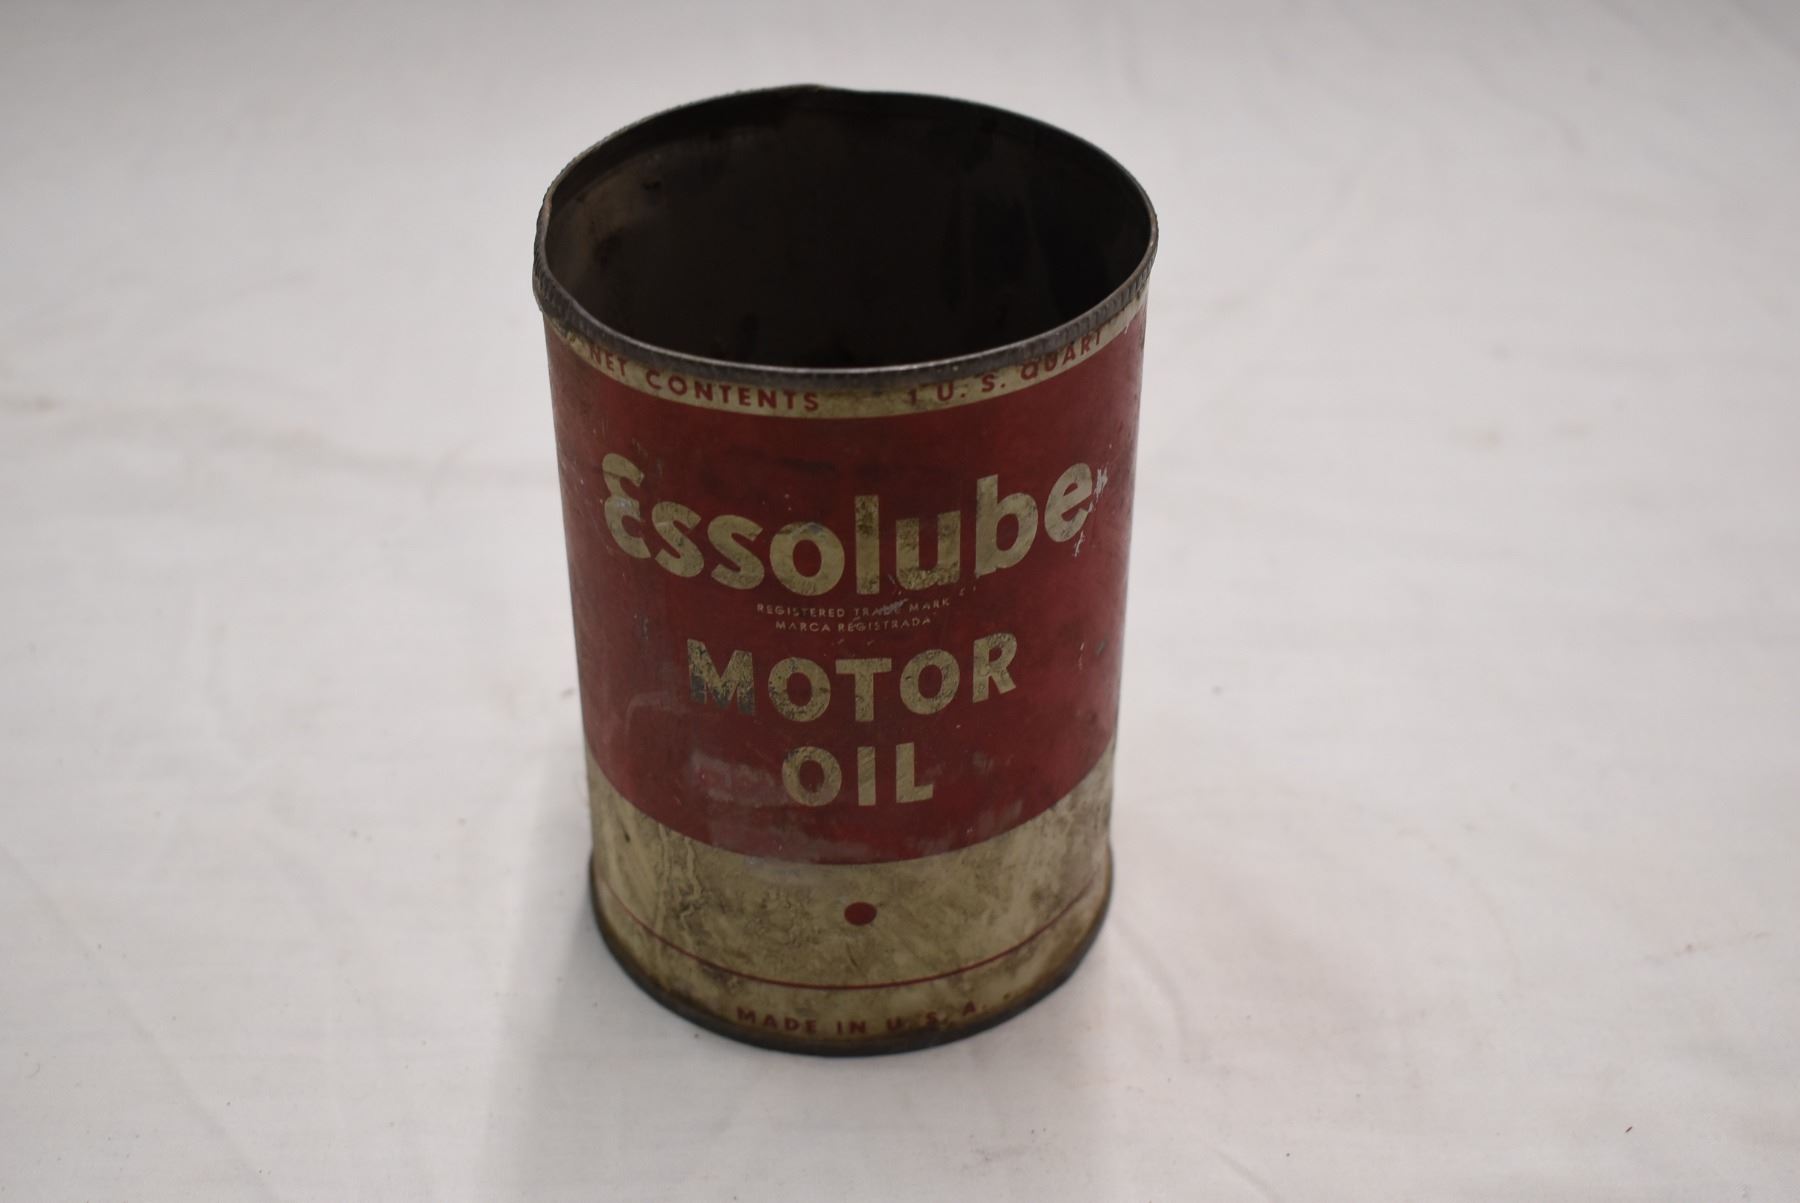 NET CONTENTS 1 U. S. QUART
Essolube
REGISTERED TRADE MARK
MARCA REGISTRADA
MOTOR
OIL
MADE IN U. S. A.